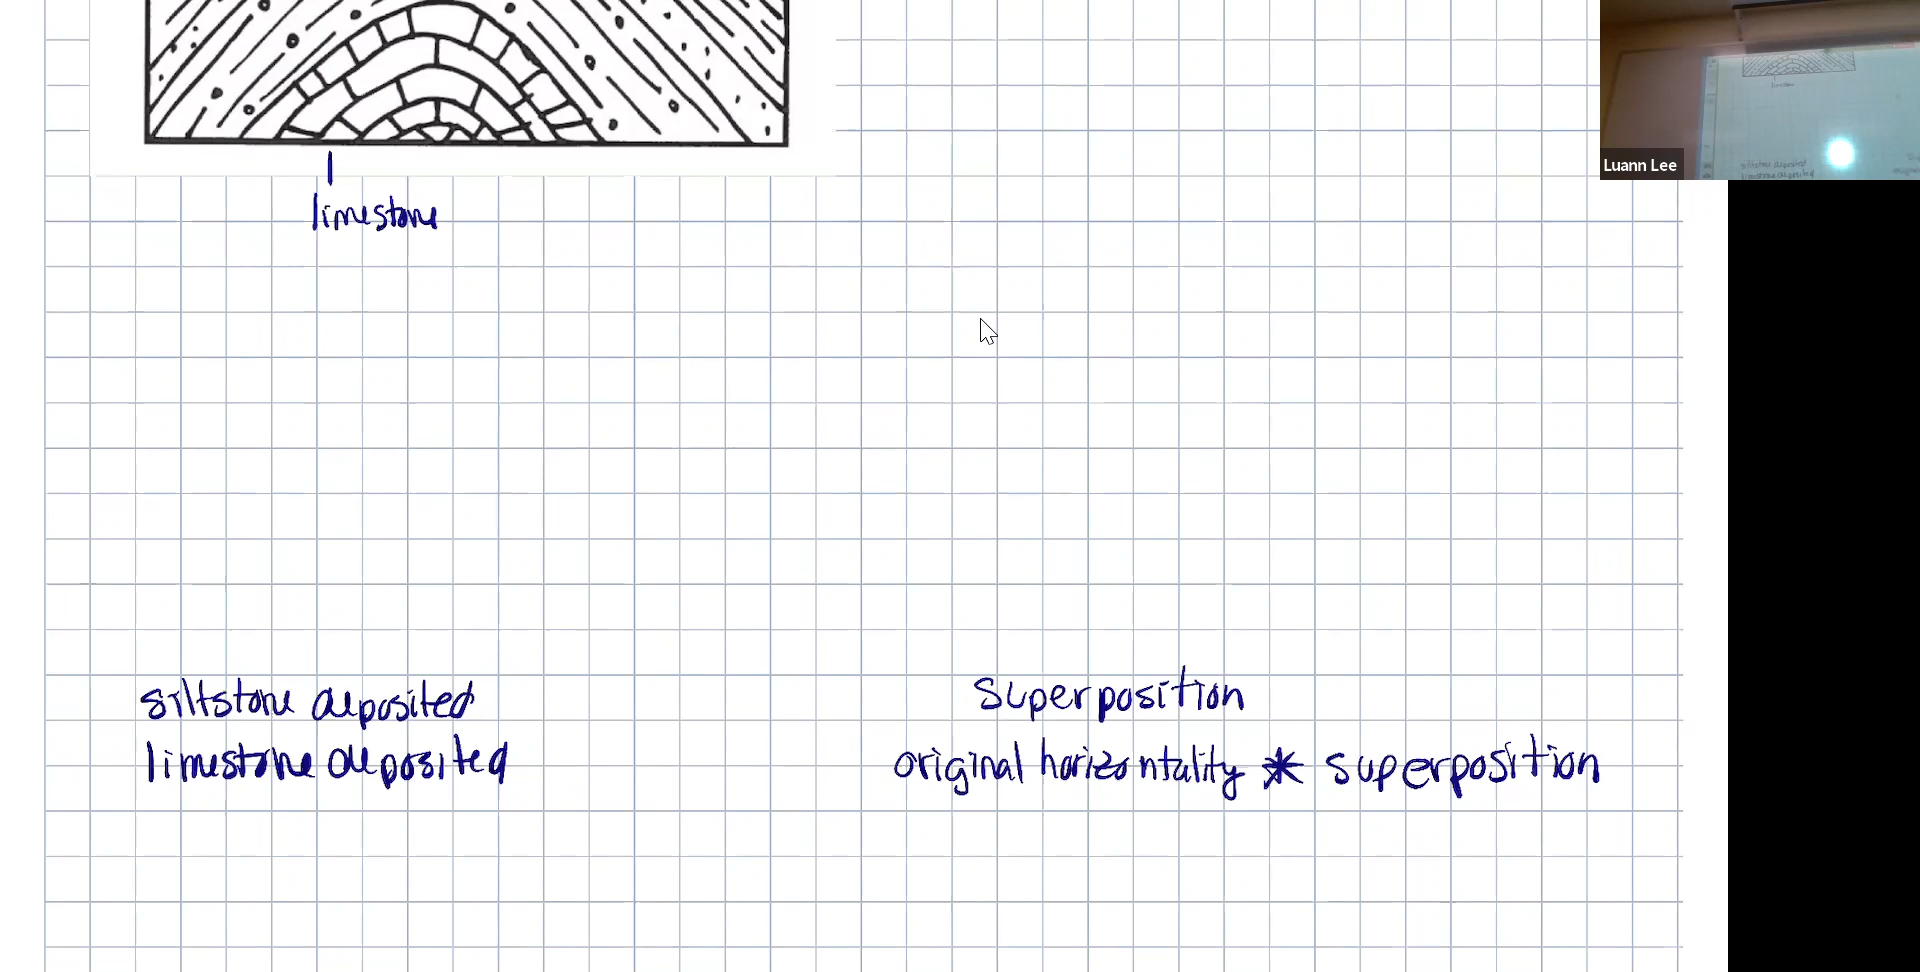 Luann Lee
limestone
siltstone deposited superposition
limestone deposited original horizontality * superposition